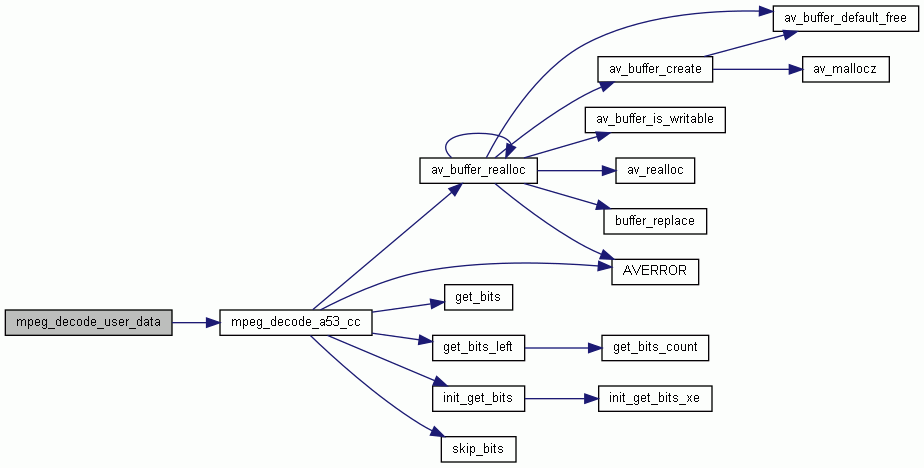 av_buffer_default_free
av_buffer_create
av_mallocz
av_buffer_is_writable
av_buffer_realloc
av_realloc
buffer_replace
AVERROR
get_bits
mpeg_decode_user_data
mpeg_decode_a53_cc
get_bits_left
get_bits_count
init_get_bits
init_get_bits_xe
skip_bits